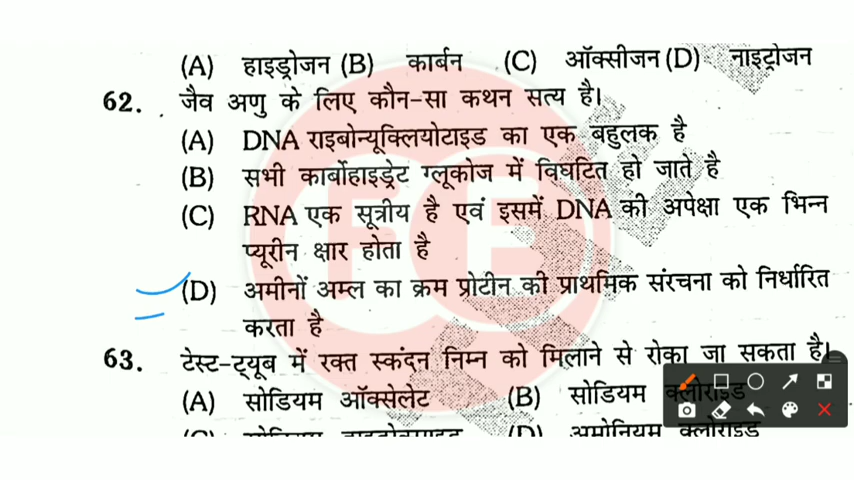 (A) हाइड्रोजन (B) कार्बन (C) ऑक्सीजन (D) नाइट्रोजन
62. जैव अणु के लिए कौन-सा कथन सत्य है।
(A) DNA राइबोन्यूक्लियोटाइड का एक बहुलक है
(B) सभी कार्बोहाइड्रेट ग्लूकोज में विघटित हो जाते है
(C) RNA एक सूत्रीय है एवं इसमें DNA की अपेक्षा एक भिन्न
प्यूरीन क्षार होता है
(D) अमीनों अम्ल का क्रम प्रोटीन की प्राथमिक संरचना को निर्धारित
करता है
63. टेस्ट-ट्यूब में रक्त स्कंदन निम्न को मिलाने से रोका जा सकता है।
(A) सोडियम ऑक्सेलेट (B) सोडियम क्लोराइड
(D) अमोनियम क्लोराइड